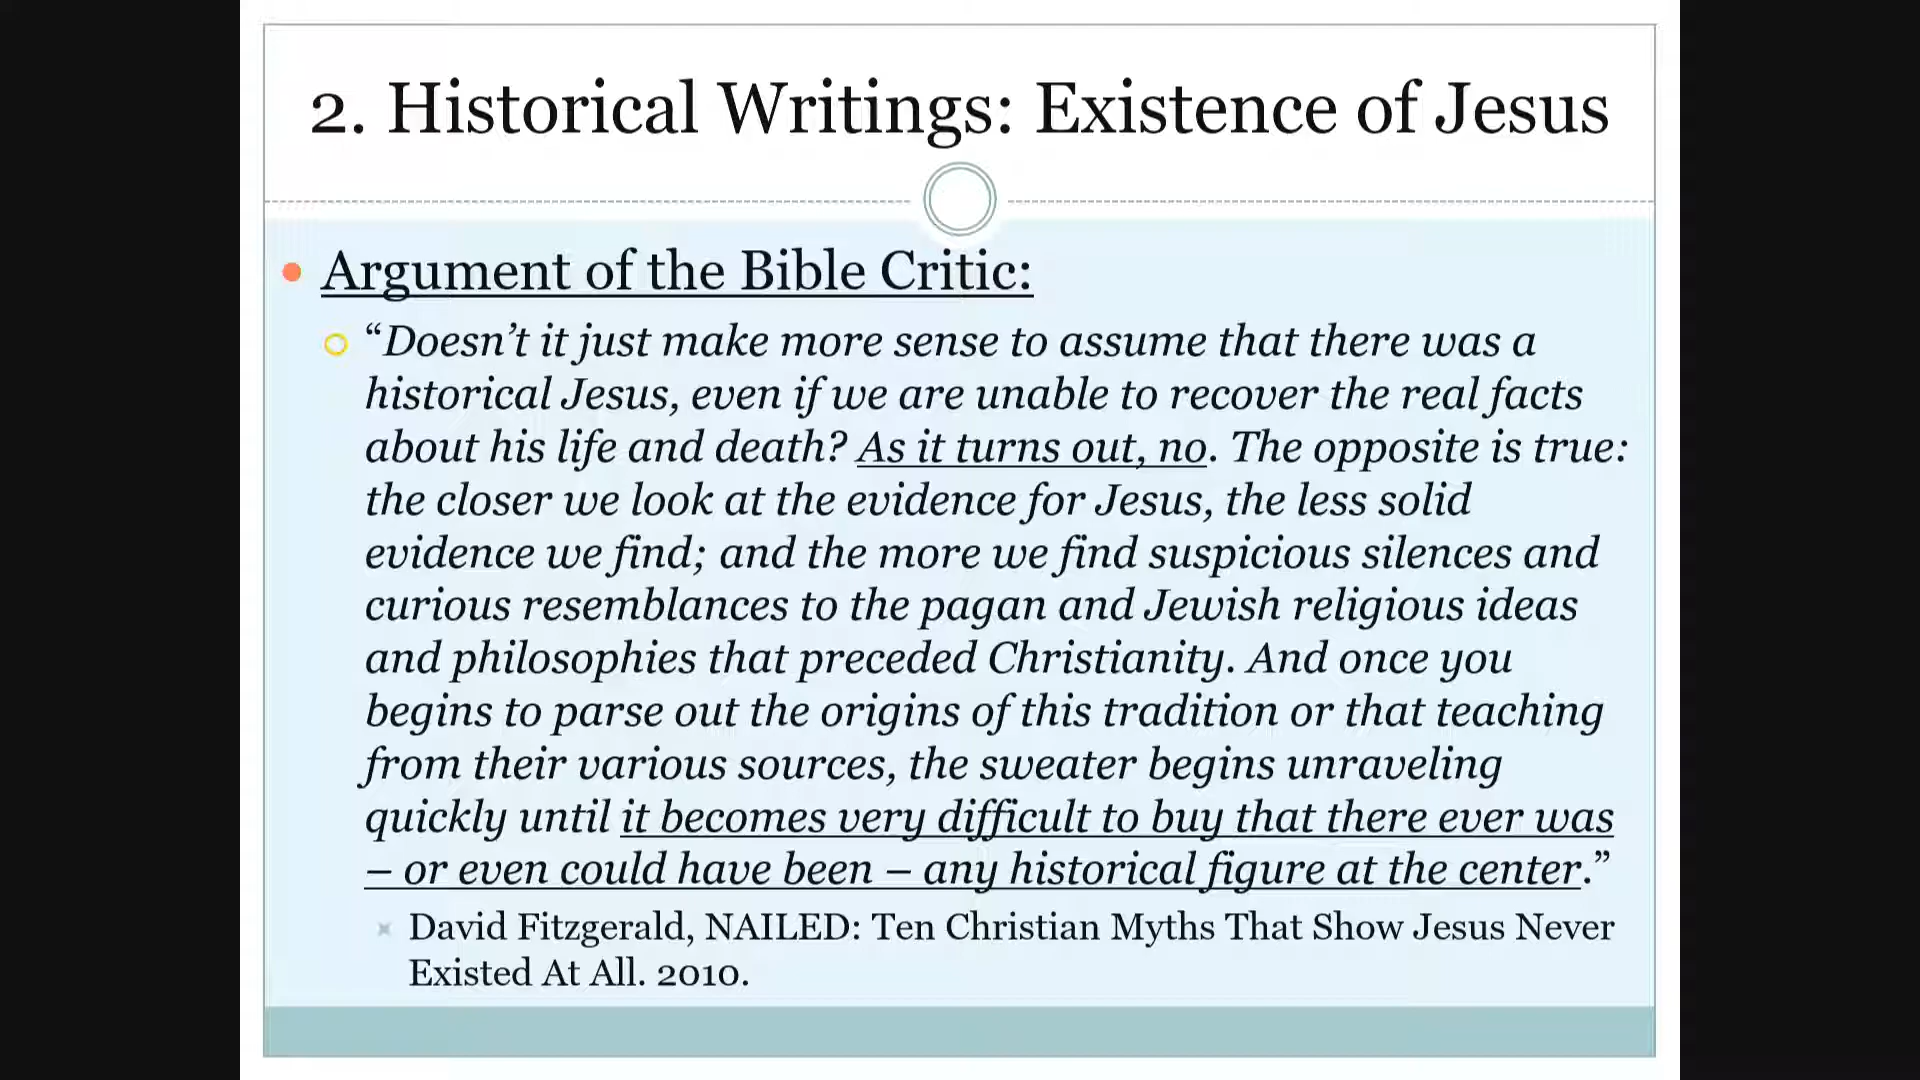 2. Historical Writings: Existence of Jesus
Argument of the Bible Critic:
“Doesn’t it just make more sense to assume that there was a
historical Jesus, even if we are unable to recover the real facts
about his life and death? As it turns out, no. The opposite is true:
the closer we look at the evidence for Jesus, the less solid
evidence we find; and the more we find suspicious silences and
curious resemblances to the pagan and Jewish religious ideas
and philosophies that preceded Christianity. And once you
begins to parse out the origins of this tradition or that teaching
from their various sources, the sweater begins unraveling
quickly until it becomes very difficult to buy that there ever was
– or even could have been – any historical figure at the center.”
David Fitzgerald, NAILED: Ten Christian Myths That Show Jesus Never
Existed At All. 2010.